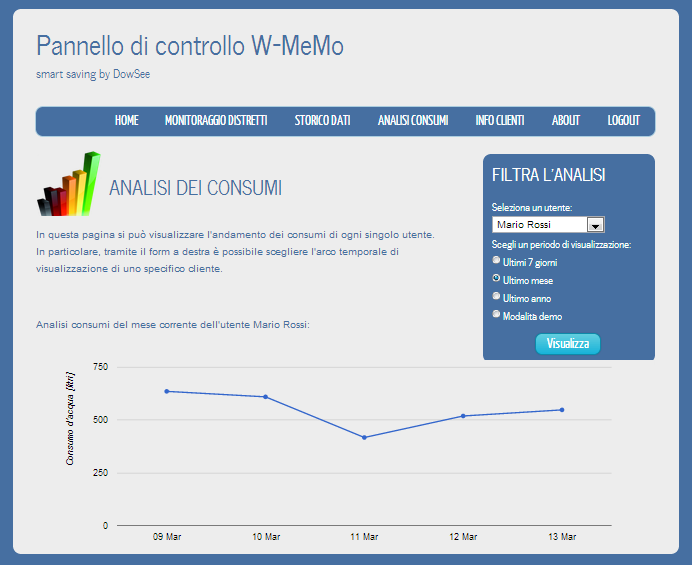 Pannello di controllo W-MeMo
smart saving by DowSee
HOME MONITORAGGIO DISTRETTI STORICO DATI ANALISI CONSUMI INFO CLIENTI ABOUT LOGOUT
ANALISI DEI CONSUMI
In questa pagina si può visualizzare l'andamento dei consumi di ogni singolo utente.
In particolare, tramite il form a destra è possibile scegliere l'arco temporale di
visualizzazione di uno specifico cliente.
FILTRA L'ANALISI
Seleziona un utente:
Mario Rossi
Scegli un periodo di visualizzazione:
Ultimi 7 giorni
Ultimo mese
Ultimo anno
Modalità demo
Visualizza
Analisi consumi del mese corrente dell'utente Mario Rossi:
Consumo d'acqua [litri]
750
500
250
0
09 Mar 10 Mar 11 Mar 12 Mar 13 Mar